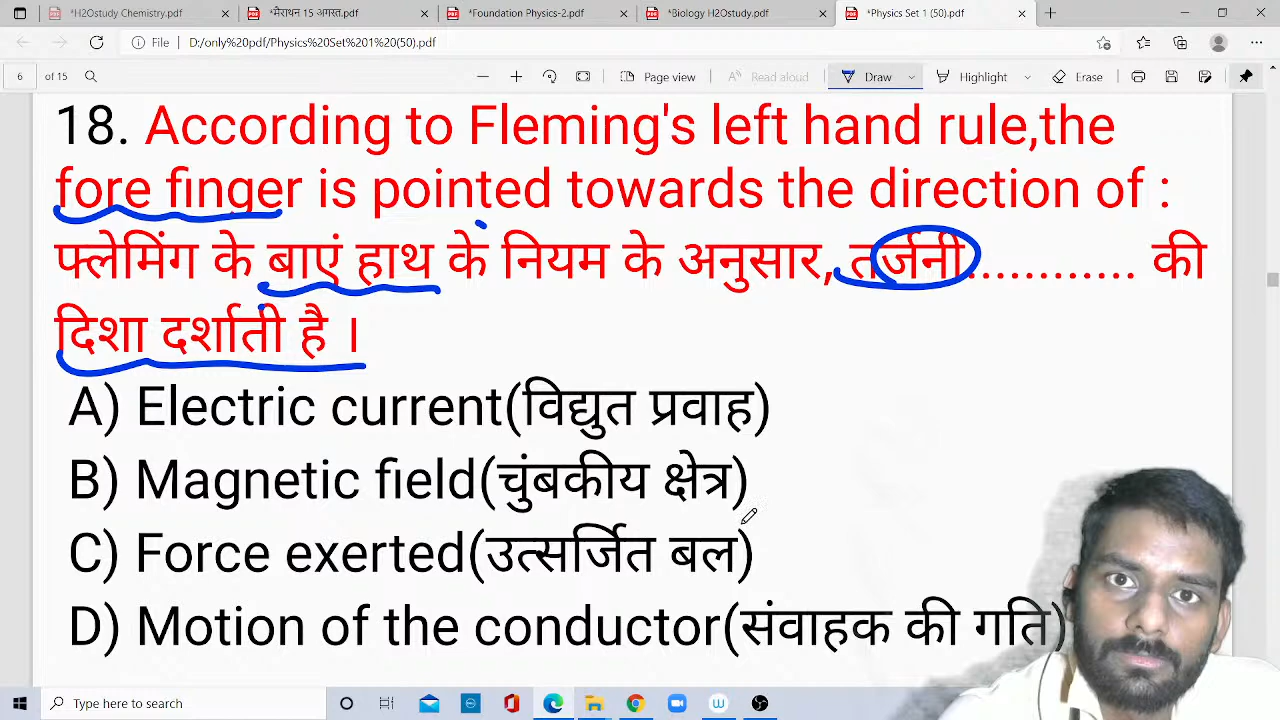 *H2Ostudy Chemistry.pdf
*मैराथन 15 अगस्त.pdf
*Foundation Physics-2.pdf
*Biology H2Ostudy.pdf
*Physics Set 1 (50).pdf
File
D:/only%20pdf/Physics%20Set%201%20(50).pdf
6 of 15
Page view
Read aloud
Draw
Highlight
Erase
18. According to Fleming's left hand rule,the
fore finger is pointed towards the direction of :
फ्लेमिंग के बाएं हाथ के नियम के अनुसार, तर्जनी............ की
दिशा दर्शाती है ।
A) Electric current(विद्युत प्रवाह)
B) Magnetic field(चुंबकीय क्षेत्र)
C) Force exerted(उत्सर्जित बल)
D) Motion of the conductor(संवाहक की गति)
Type here to search